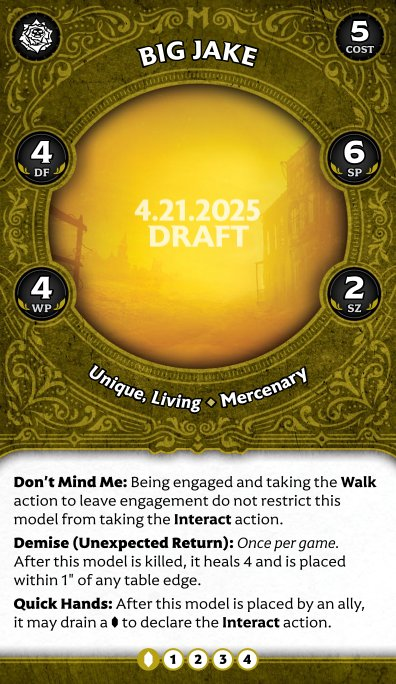 M
BIG JAKE
5
COST
4
DF
6
SP
4.21.2025
DRAFT
4
WP
2
SZ
Unique, Living ⬥ Mercenary
Don't Mind Me: Being engaged and taking the Walk
action to leave engagement do not restrict this
model from taking the Interact action.
Demise (Unexpected Return): Once per game.
After this model is killed, it heals 4 and is placed
within 1" of any table edge.
Quick Hands: After this model is placed by an ally,
it may drain a ⬧ to declare the Interact action.
1 2 3 4